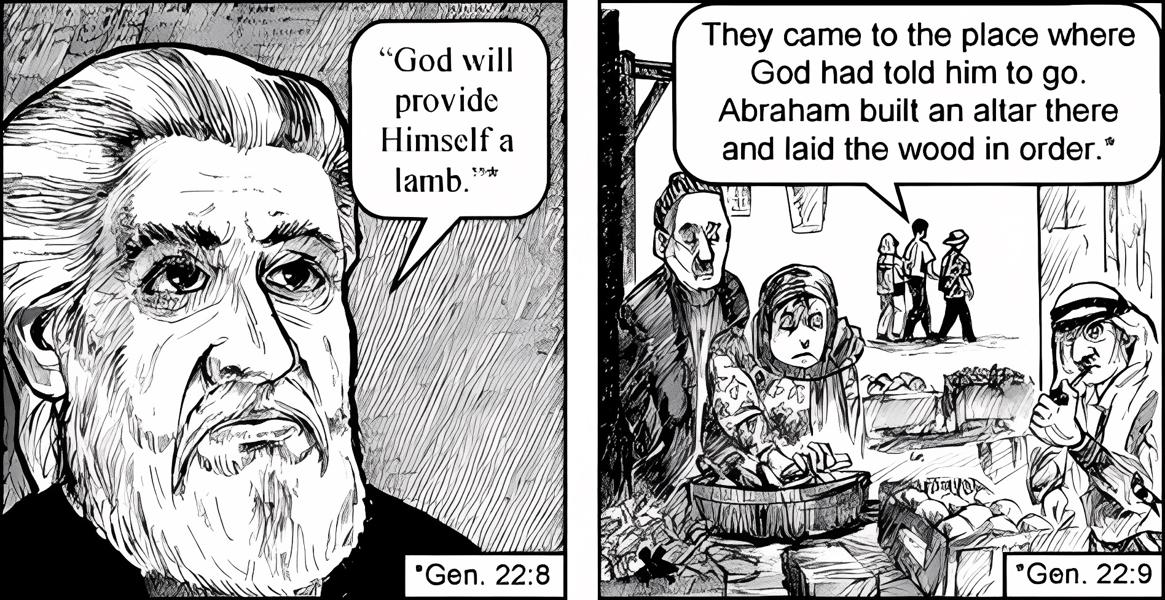 “God will
provide
Himself a
lamb.”*
*Gen. 22:8
They came to the place where
God had told him to go.
Abraham built an altar there
and laid the wood in order.*
*Gen. 22:9